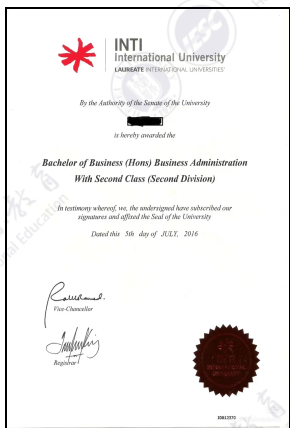 INTI
International University
LAUREATE INTERNATIONAL UNIVERSITIES
By the Authority of the Senate of the University
is hereby awarded the
Bachelor of Business (Hons) Business Administration
With Second Class (Second Division)
In testimony whereof, we, the undersigned have subscribed our
signatures and affixed the Seal of the University
Dated this 5th day of JULY, 2016
Vice-Chancellor
Registrar
INTERNATIONAL
UNIVERSITY